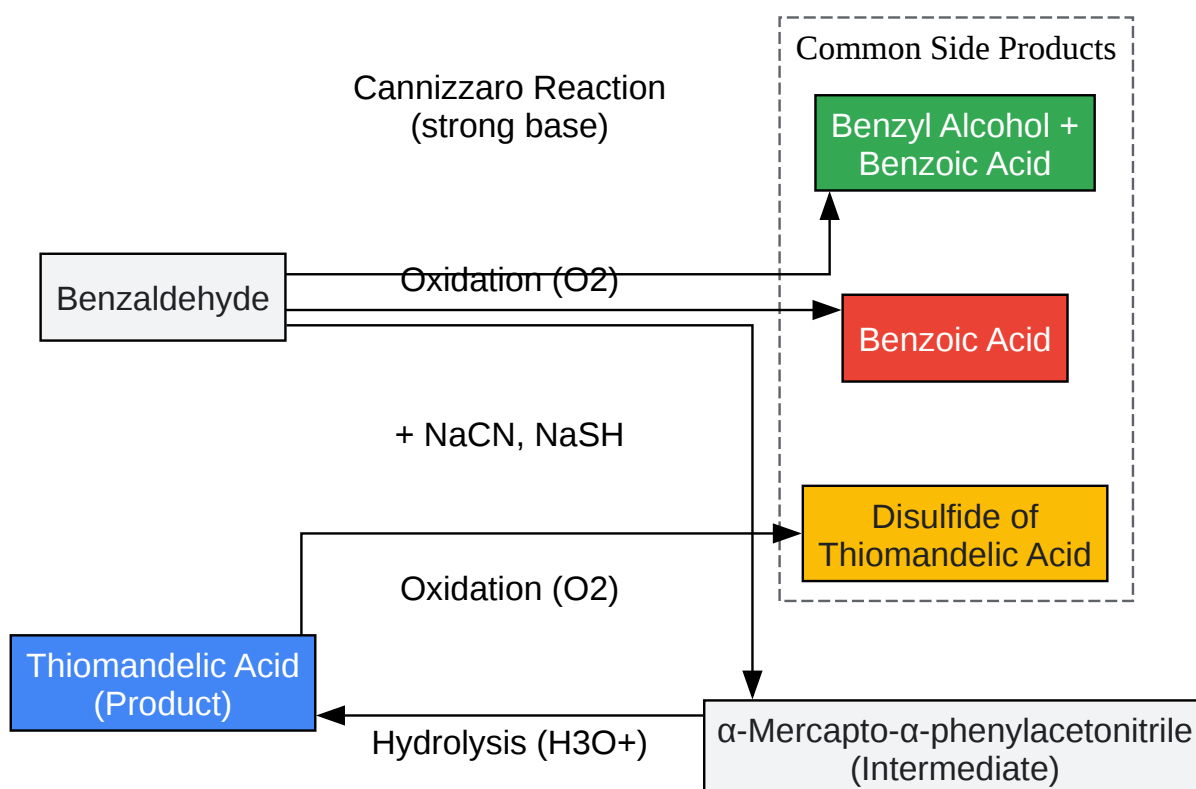 Common Side Products
Cannizzaro Reaction
(strong base)
Benzyl Alcohol +
Benzoic Acid
Oxidation (O2)
Benzaldehyde
Benzoic Acid
+ NaCN, NaSH
Disulfide of
Thiomandelic Acid
Oxidation (O2)
Thiomandelic Acid
(Product)
Hydrolysis (H3O+)
α-Mercapto-α-phenylacetonitrile
(Intermediate)